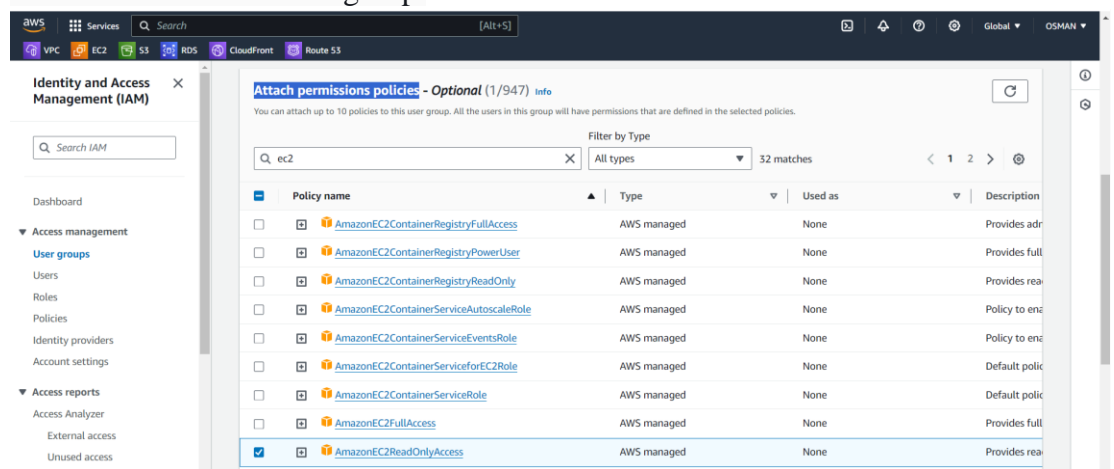 aws Services Search [Alt+S] Global OSMAN
VPC EC2 S3 RDS CloudFront Route 53
Identity and Access Management (IAM)
Search IAM
Dashboard
Access management
User groups
Users
Roles
Policies
Identity providers
Account settings
Access reports
Access Analyzer
External access
Unused access
Attach permissions policies - Optional (1/947) Info
You can attach up to 10 policies to this user group. All the users in this group will have permissions that are defined in the selected policies.
Filter by Type
ec2 All types 32 matches 1 2
Policy name Type Used as Description
AmazonEC2ContainerRegistryFullAccess AWS managed None Provides adr
AmazonEC2ContainerRegistryPowerUser AWS managed None Provides full
AmazonEC2ContainerRegistryReadOnly AWS managed None Provides rea
AmazonEC2ContainerServiceAutoscaleRole AWS managed None Policy to ena
AmazonEC2ContainerServiceEventsRole AWS managed None Policy to ena
AmazonEC2ContainerServiceforEC2Role AWS managed None Default polic
AmazonEC2ContainerServiceRole AWS managed None Default polic
AmazonEC2FullAccess AWS managed None Provides full
AmazonEC2ReadOnlyAccess AWS managed None Provides rea